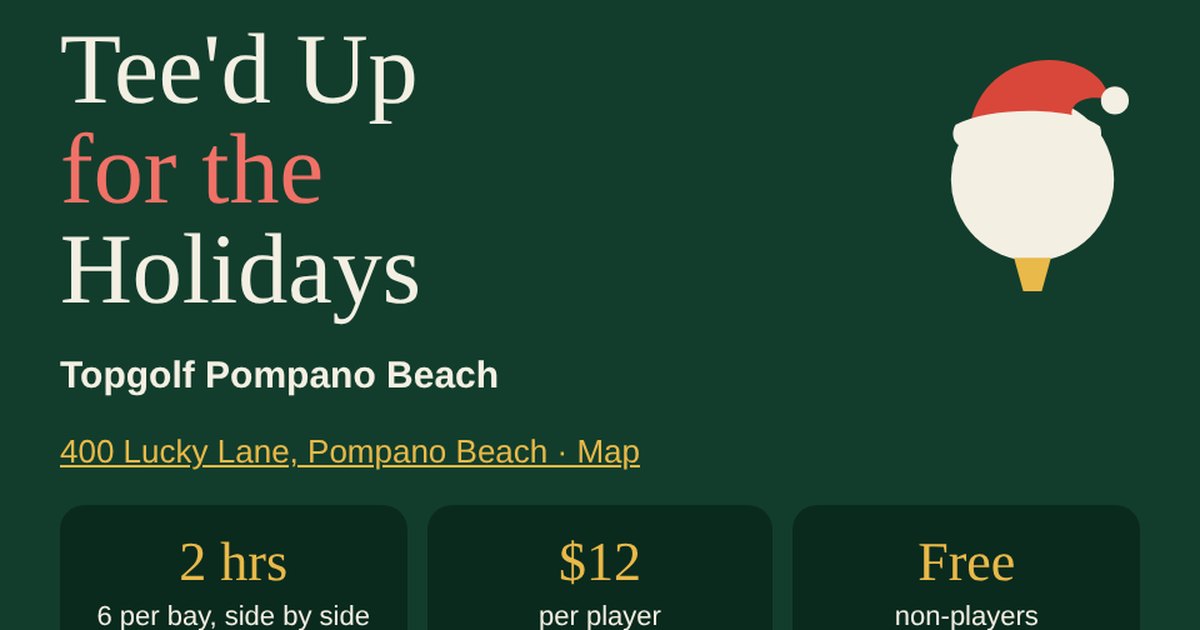 Tee'd Up
for the
Holidays
Topgolf Pompano Beach
400 Lucky Lane, Pompano Beach · Map
2 hrs
6 per bay, side by side
$12
per player
Free
non-players